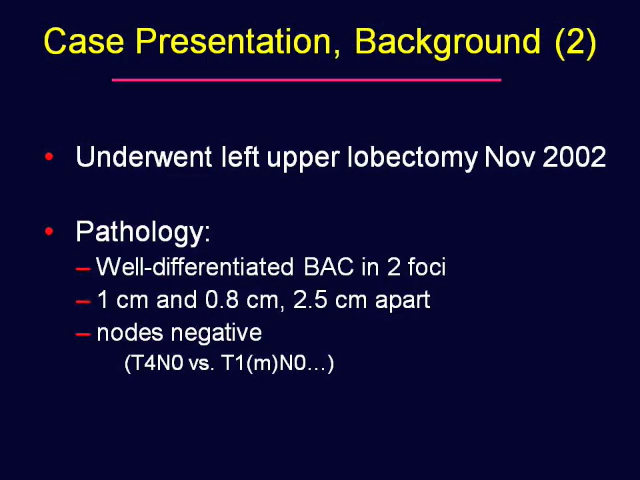 Case Presentation, Background (2)
• Underwent left upper lobectomy Nov 2002
• Pathology:
– Well-differentiated BAC in 2 foci
– 1 cm and 0.8 cm, 2.5 cm apart
– nodes negative
(T4N0 vs. T1(m)N0…)